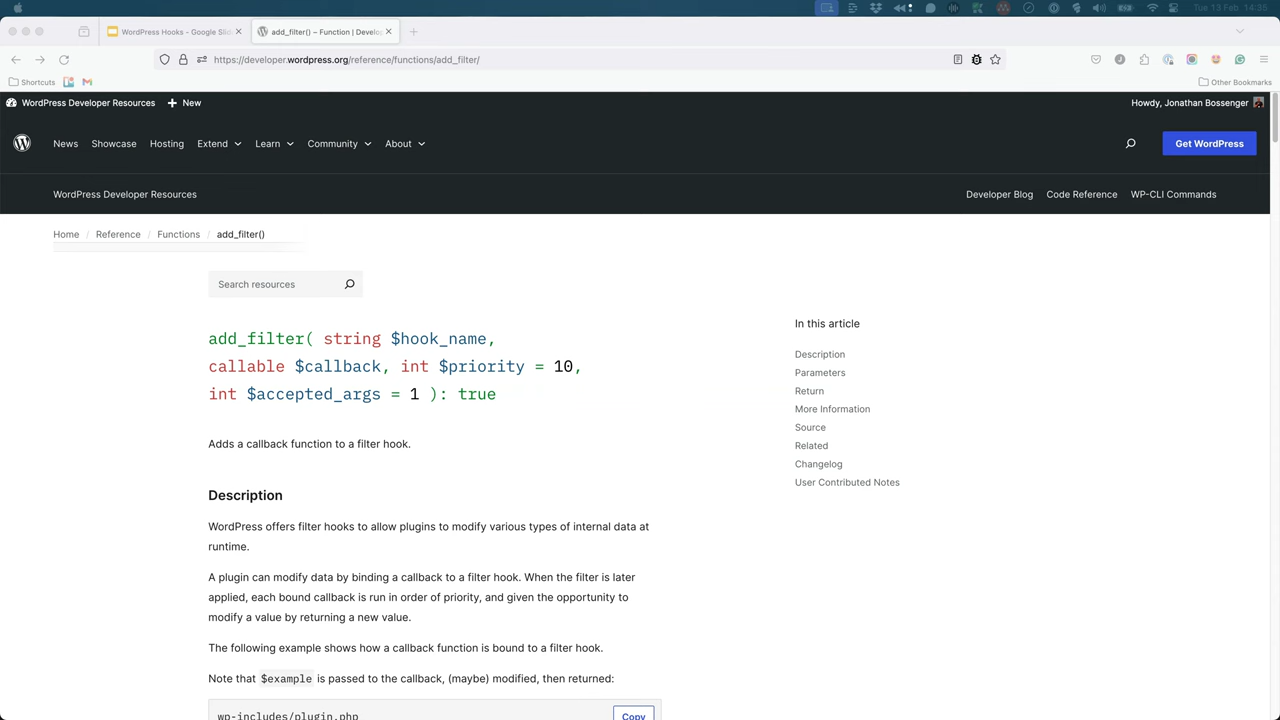 Tue 13 Feb 14:35
WordPress Hooks - Google Slid
add_filter() – Function | Develo
https://developer.wordpress.org/reference/functions/add_filter/
Shortcuts
Other Bookmarks
WordPress Developer Resources
New
Howdy, Jonathan Bossenger
News
Showcase
Hosting
Extend
Learn
Community
About
Get WordPress
WordPress Developer Resources
Developer Blog
Code Reference
WP-CLI Commands
Home / Reference / Functions / add_filter()
Search resources
add_filter( string $hook_name,
callable $callback, int $priority = 10,
int $accepted_args = 1 ): true
Adds a callback function to a filter hook.
Description
WordPress offers filter hooks to allow plugins to modify various types of internal data at
runtime.
A plugin can modify data by binding a callback to a filter hook. When the filter is later
applied, each bound callback is run in order of priority, and given the opportunity to
modify a value by returning a new value.
The following example shows how a callback function is bound to a filter hook.
Note that $example is passed to the callback, (maybe) modified, then returned:
wp-includes/plugin.php
Copy
In this article
Description
Parameters
Return
More Information
Source
Related
Changelog
User Contributed Notes